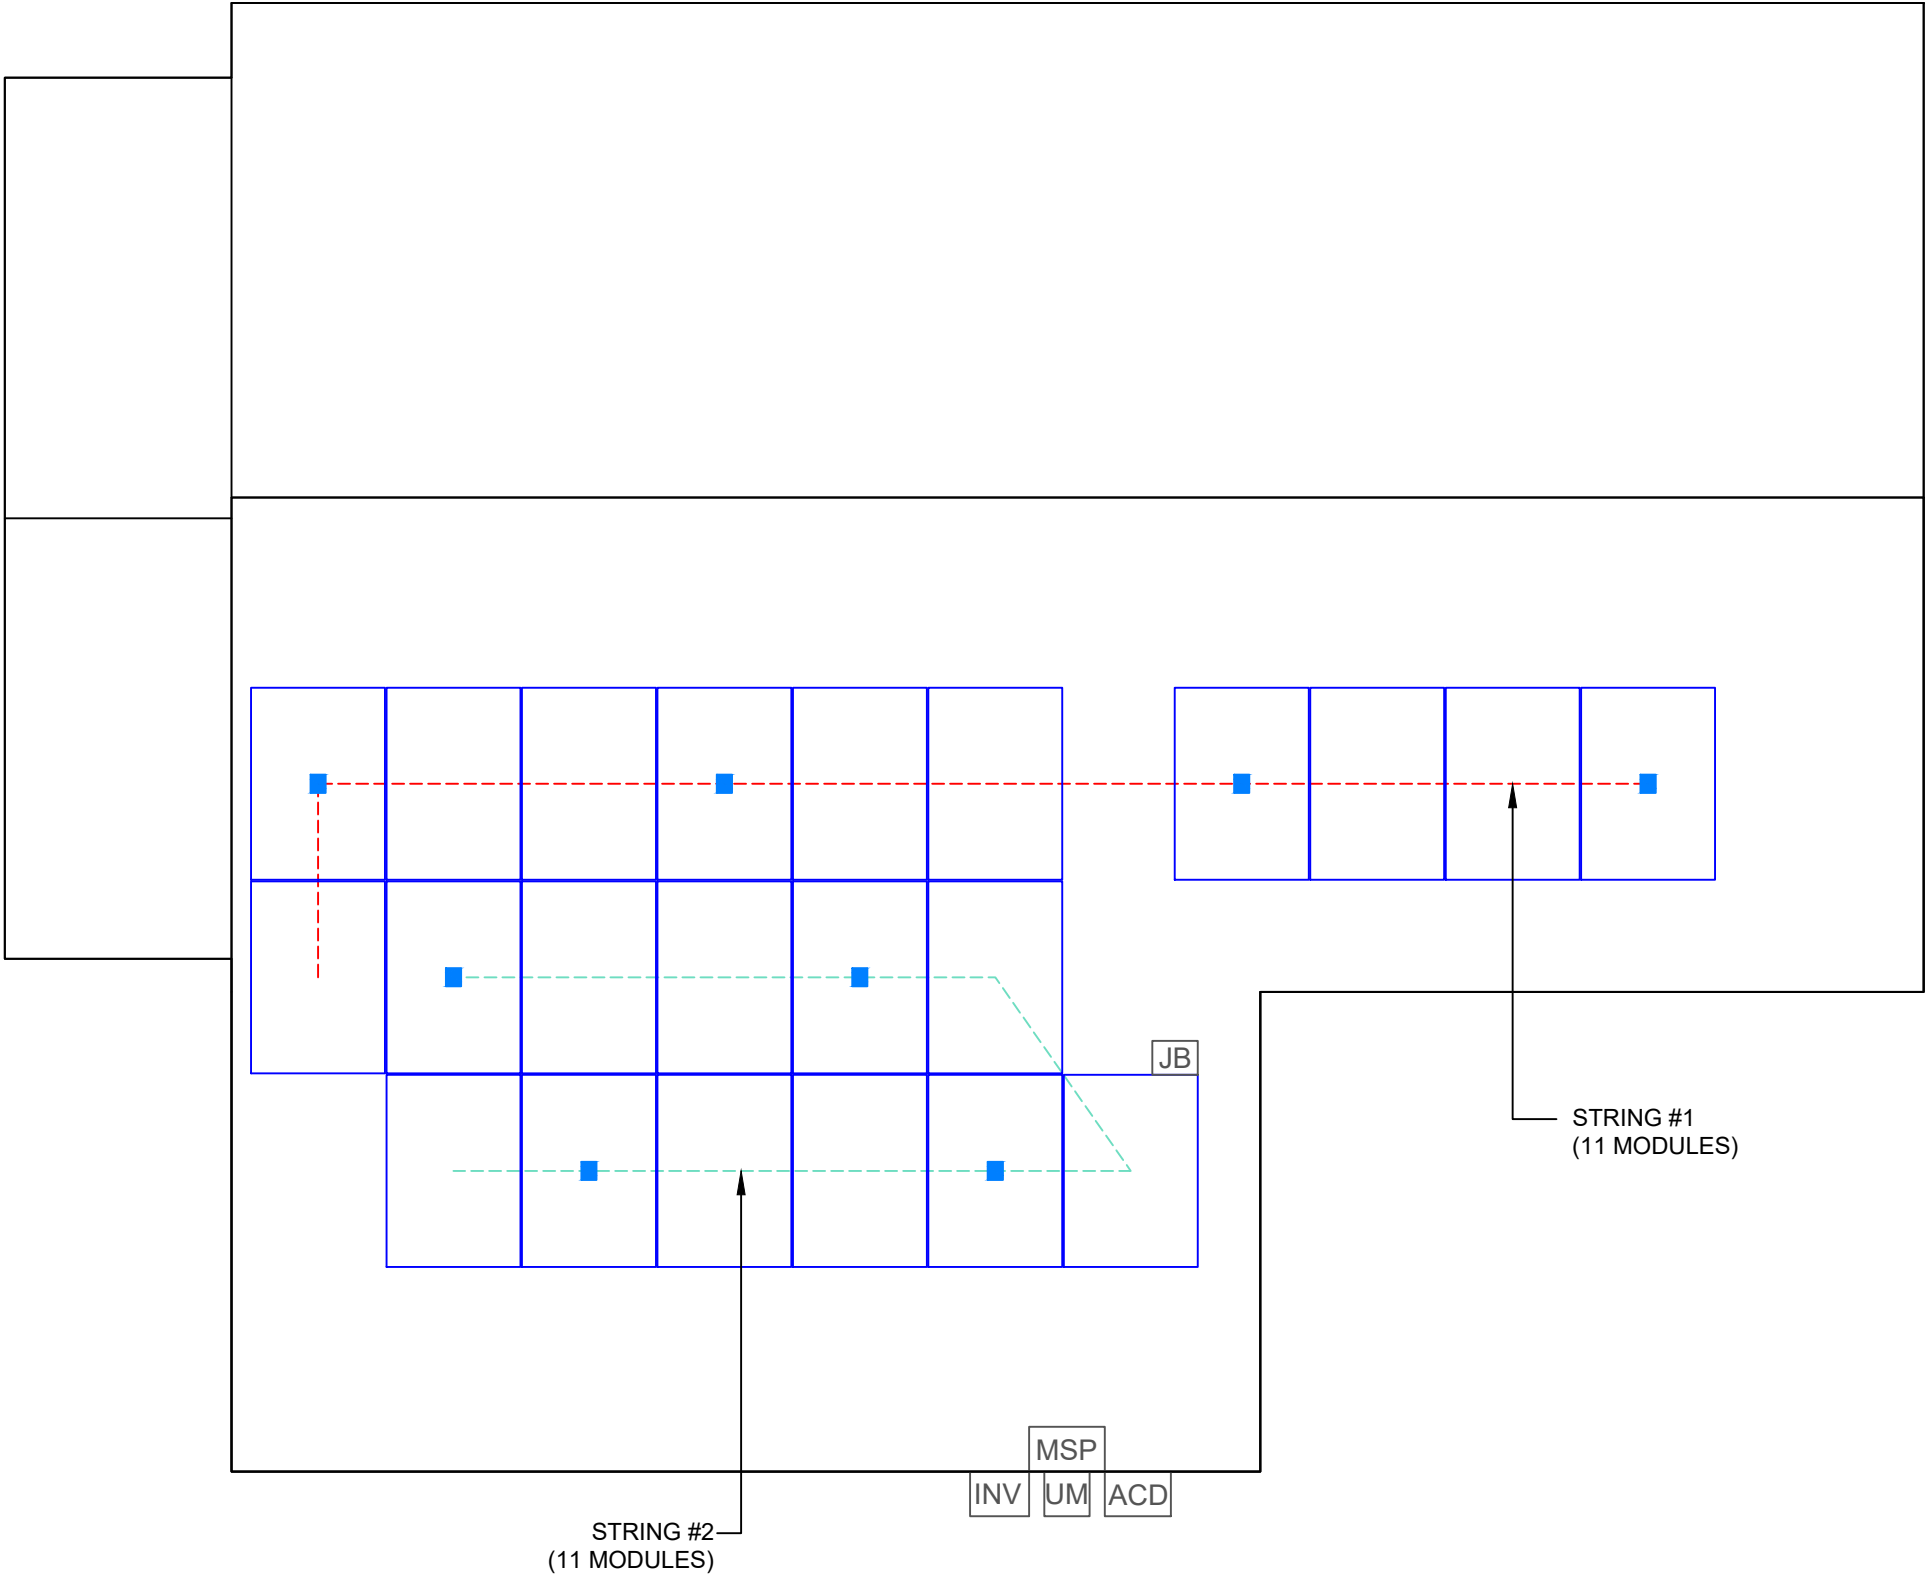 JB
STRING #1
(11 MODULES)
MSP
INV
UM
ACD
STRING #2
(11 MODULES)